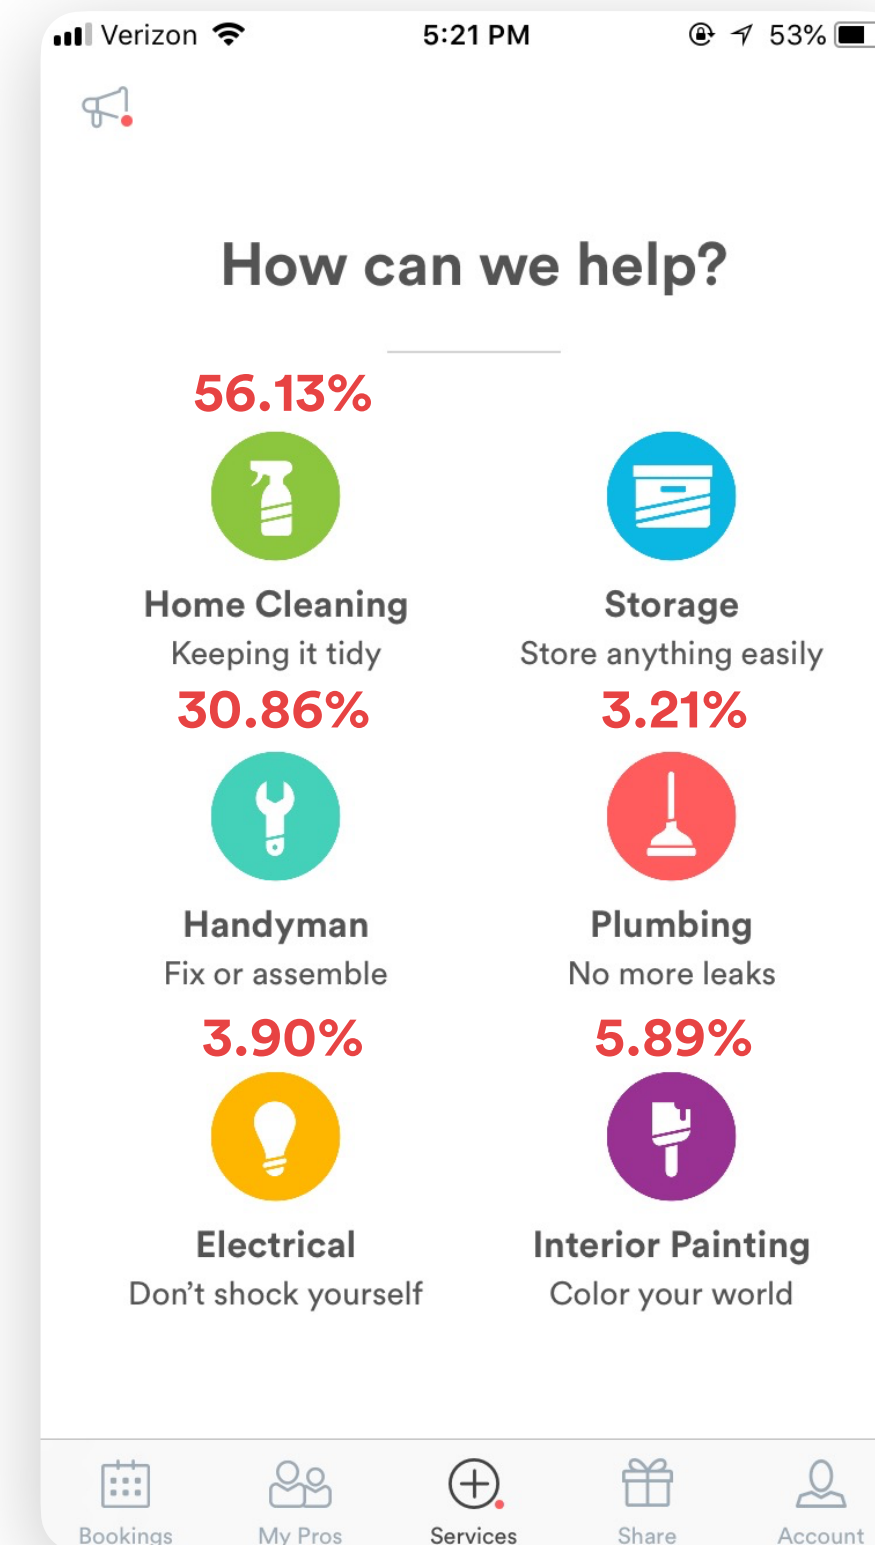 Verizon 5:21 PM 53%
How can we help?
56.13%
Home Cleaning
Keeping it tidy
Storage
Store anything easily
30.86%
Handyman
Fix or assemble
3.21%
Plumbing
No more leaks
3.90%
Electrical
Don’t shock yourself
5.89%
Interior Painting
Color your world
Bookings
My Pros
Services
Share
Account